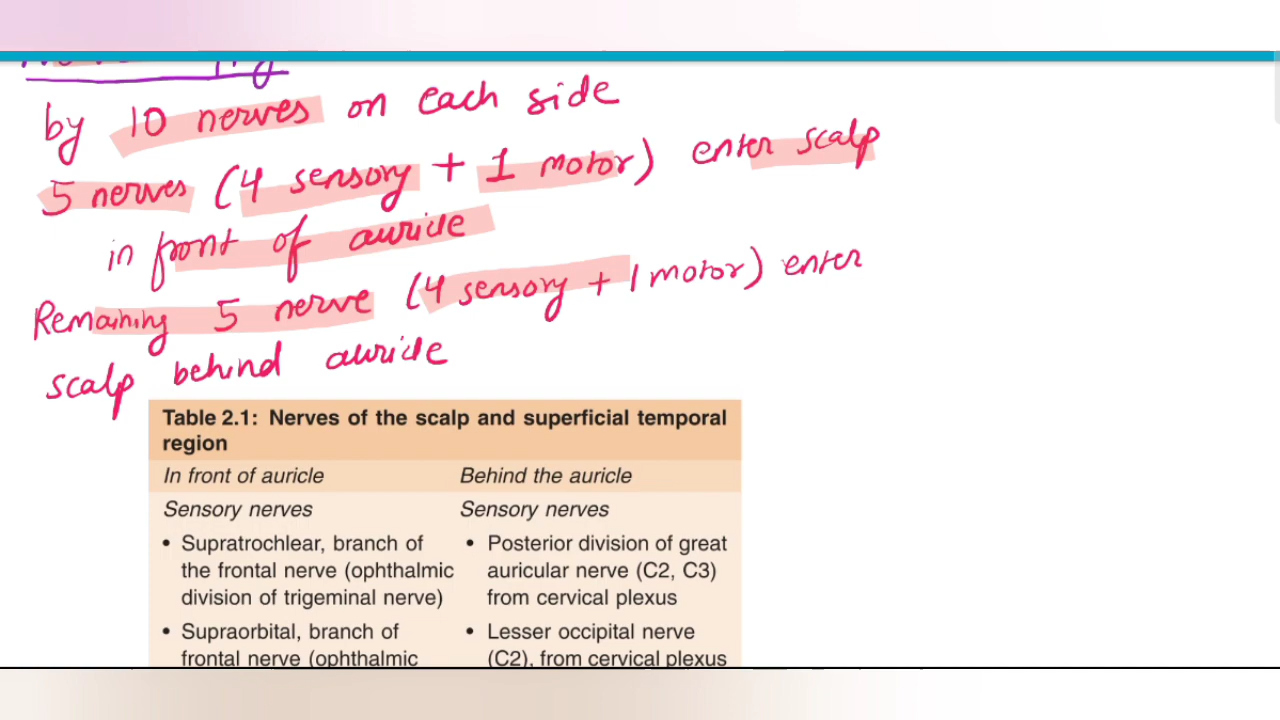 by 10 nerves on each side
5 nerves (4 sensory + 1 motor) enter scalp
in front of auricle
Remaining 5 nerve (4 sensory + 1 motor) enter
scalp behind auricle
Table 2.1: Nerves of the scalp and superficial temporal
region
In front of auricle
Behind the auricle
Sensory nerves
Sensory nerves
• Supratrochlear, branch of
the frontal nerve (ophthalmic
division of trigeminal nerve)
• Posterior division of great
auricular nerve (C2, C3)
from cervical plexus
• Supraorbital, branch of
frontal nerve (ophthalmic
• Lesser occipital nerve
(C2), from cervical plexus